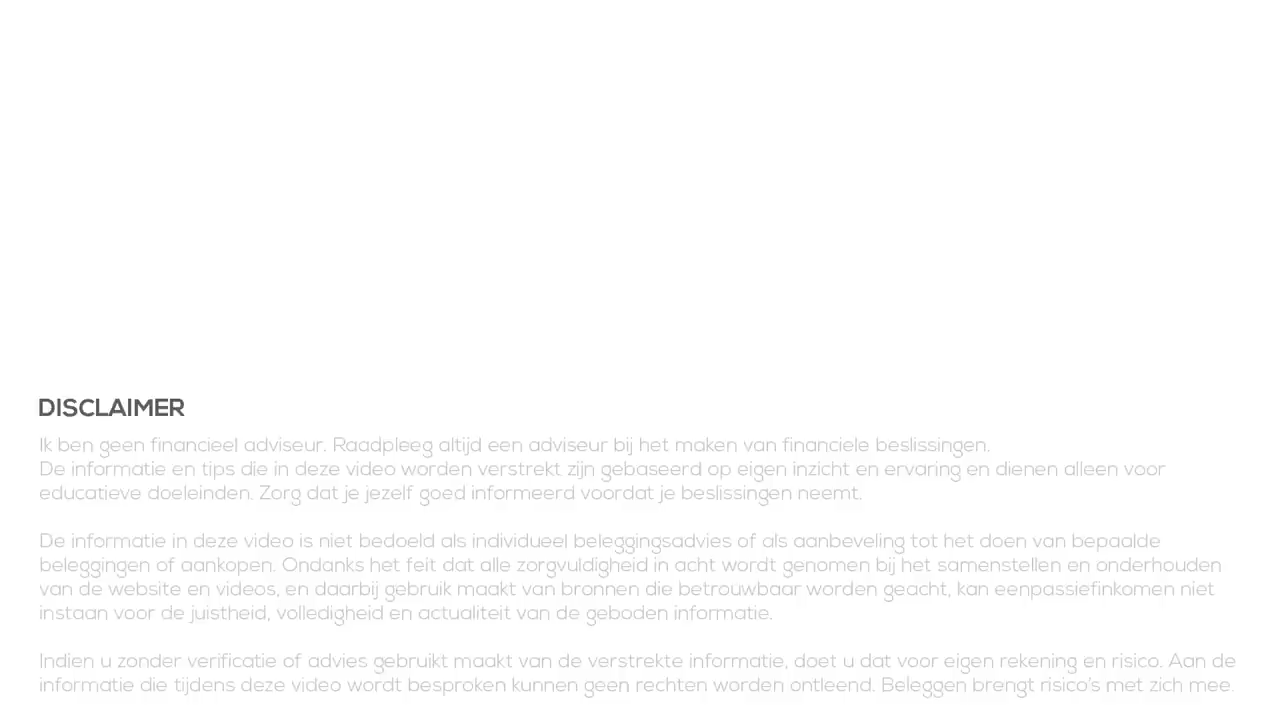 DISCLAIMER
Ik ben geen financieel adviseur. Raadpleeg altijd een adviseur bij het maken van financiele beslissingen.
De informatie en tips die in deze video worden verstrekt zijn gebaseerd op eigen inzicht en ervaring en dienen alleen voor
educatieve doeleinden. Zorg dat je jezelf goed informeerd voordat je beslissingen neemt.
De informatie in deze video is niet bedoeld als individueel beleggingsadvies of als aanbeveling tot het doen van bepaalde
beleggingen of aankopen. Ondanks het feit dat alle zorgvuldigheid in acht wordt genomen bij het samenstellen en onderhouden
van de website en videos, en daarbij gebruik maakt van bronnen die betrouwbaar worden geacht, kan eenpassiefinkomen niet
instaan voor de juistheid, volledigheid en actualiteit van de geboden informatie.
Indien u zonder verificatie of advies gebruikt maakt van de verstrekte informatie, doet u dat voor eigen rekening en risico. Aan de
informatie die tijdens deze video wordt besproken kunnen geen rechten worden ontleend. Beleggen brengt risico's met zich mee.